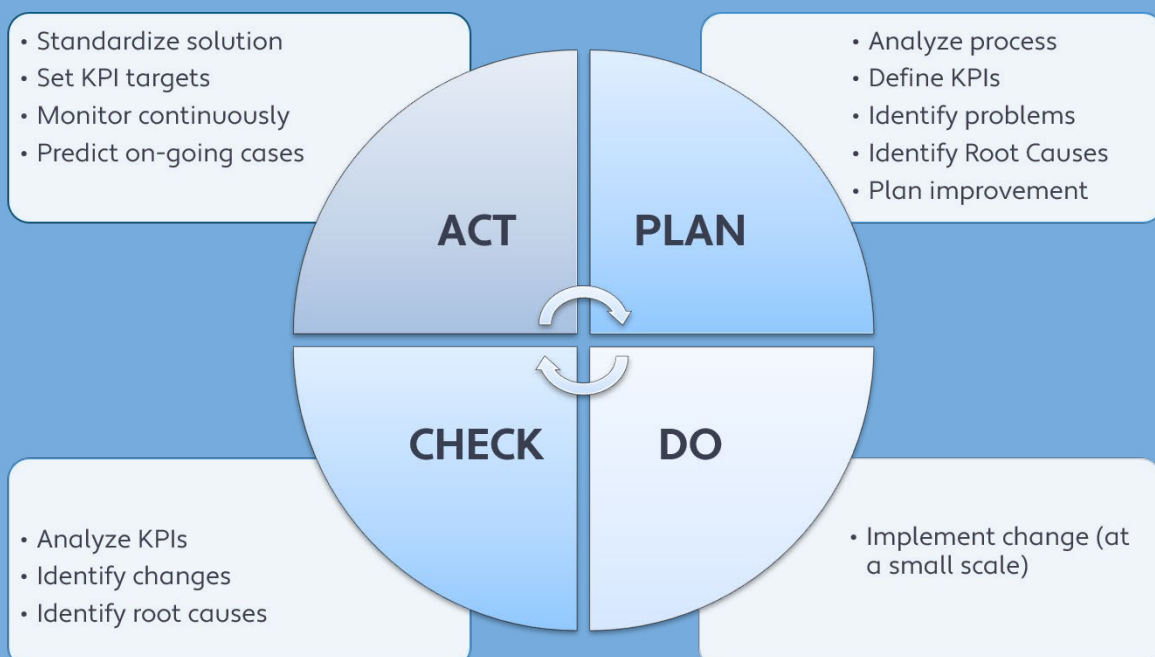 • Standardize solution
• Set KPI targets
• Monitor continuously
• Predict on-going cases
ACT
• Analyze process
• Define KPIs
• Identify problems
• Identify Root Causes
• Plan improvement
PLAN
• Analyze KPIs
• Identify changes
• Identify root causes
CHECK
DO
• Implement change (at
a small scale)